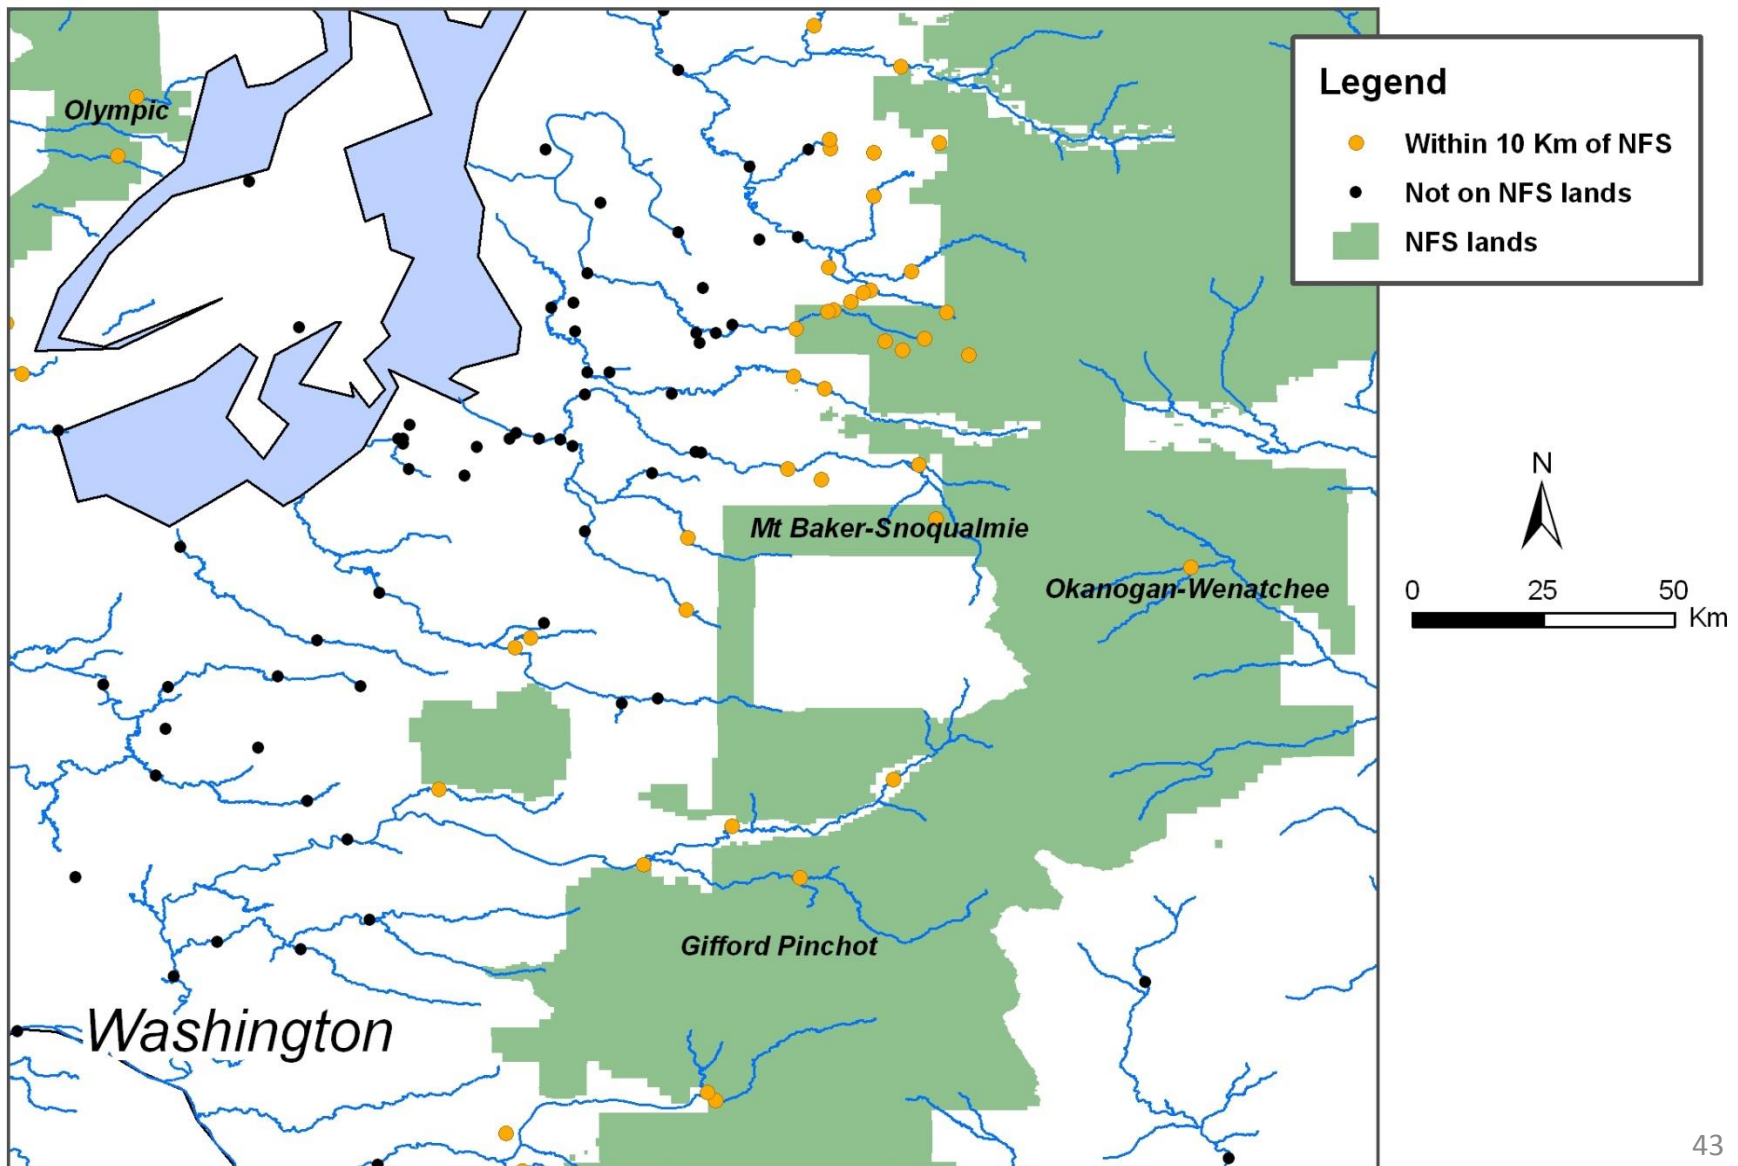 Legend
Within 10 Km of NFS
Not on NFS lands
NFS lands
Olympic
N
Mt Baker-Snoqualmie
Okanogan-Wenatchee
0 25 50
Km
Gifford Pinchot
Washington
43